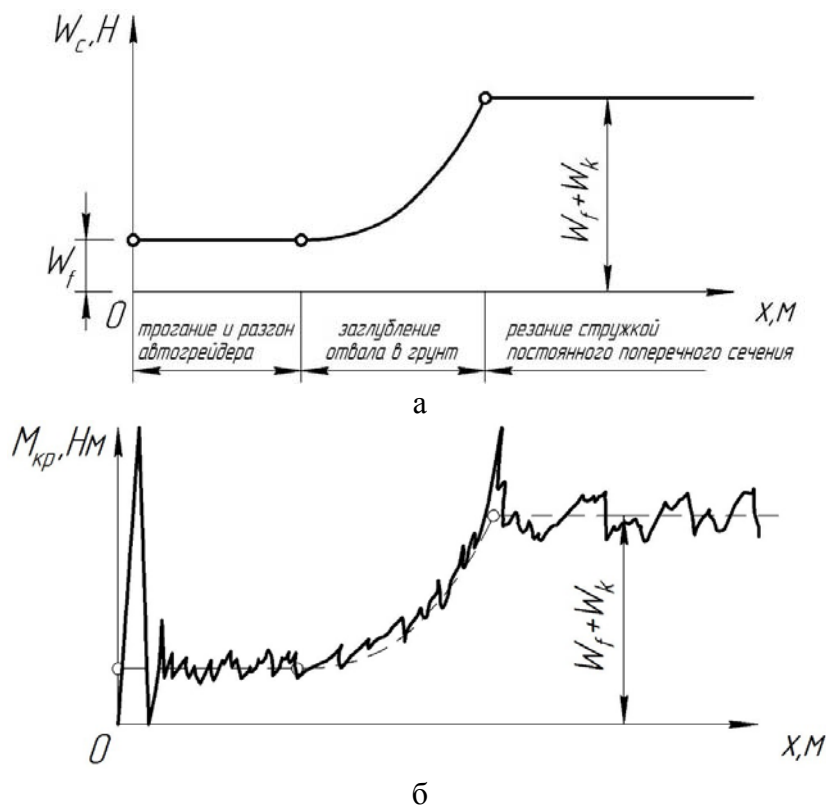 W_c, Н
W_f
W_f+W_k
0
X, м
трогание и разгон
автогрейдера
заглубление
отвала в грунт
резание стружкой
постоянного поперечного сечения
а
M_кр, Нм
W_f+W_k
0
X, м
б